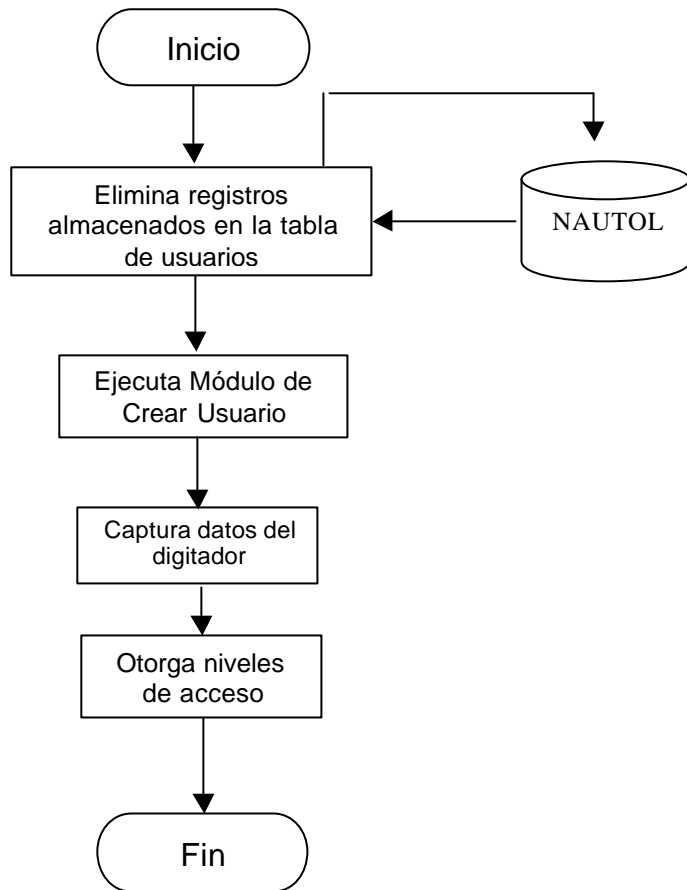 Inicio
Elimina registros
almacenados en la tabla
de usuarios
NAUTOL
Ejecuta Módulo de
Crear Usuario
Captura datos del
digitador
Otorga niveles
de acceso
Fin